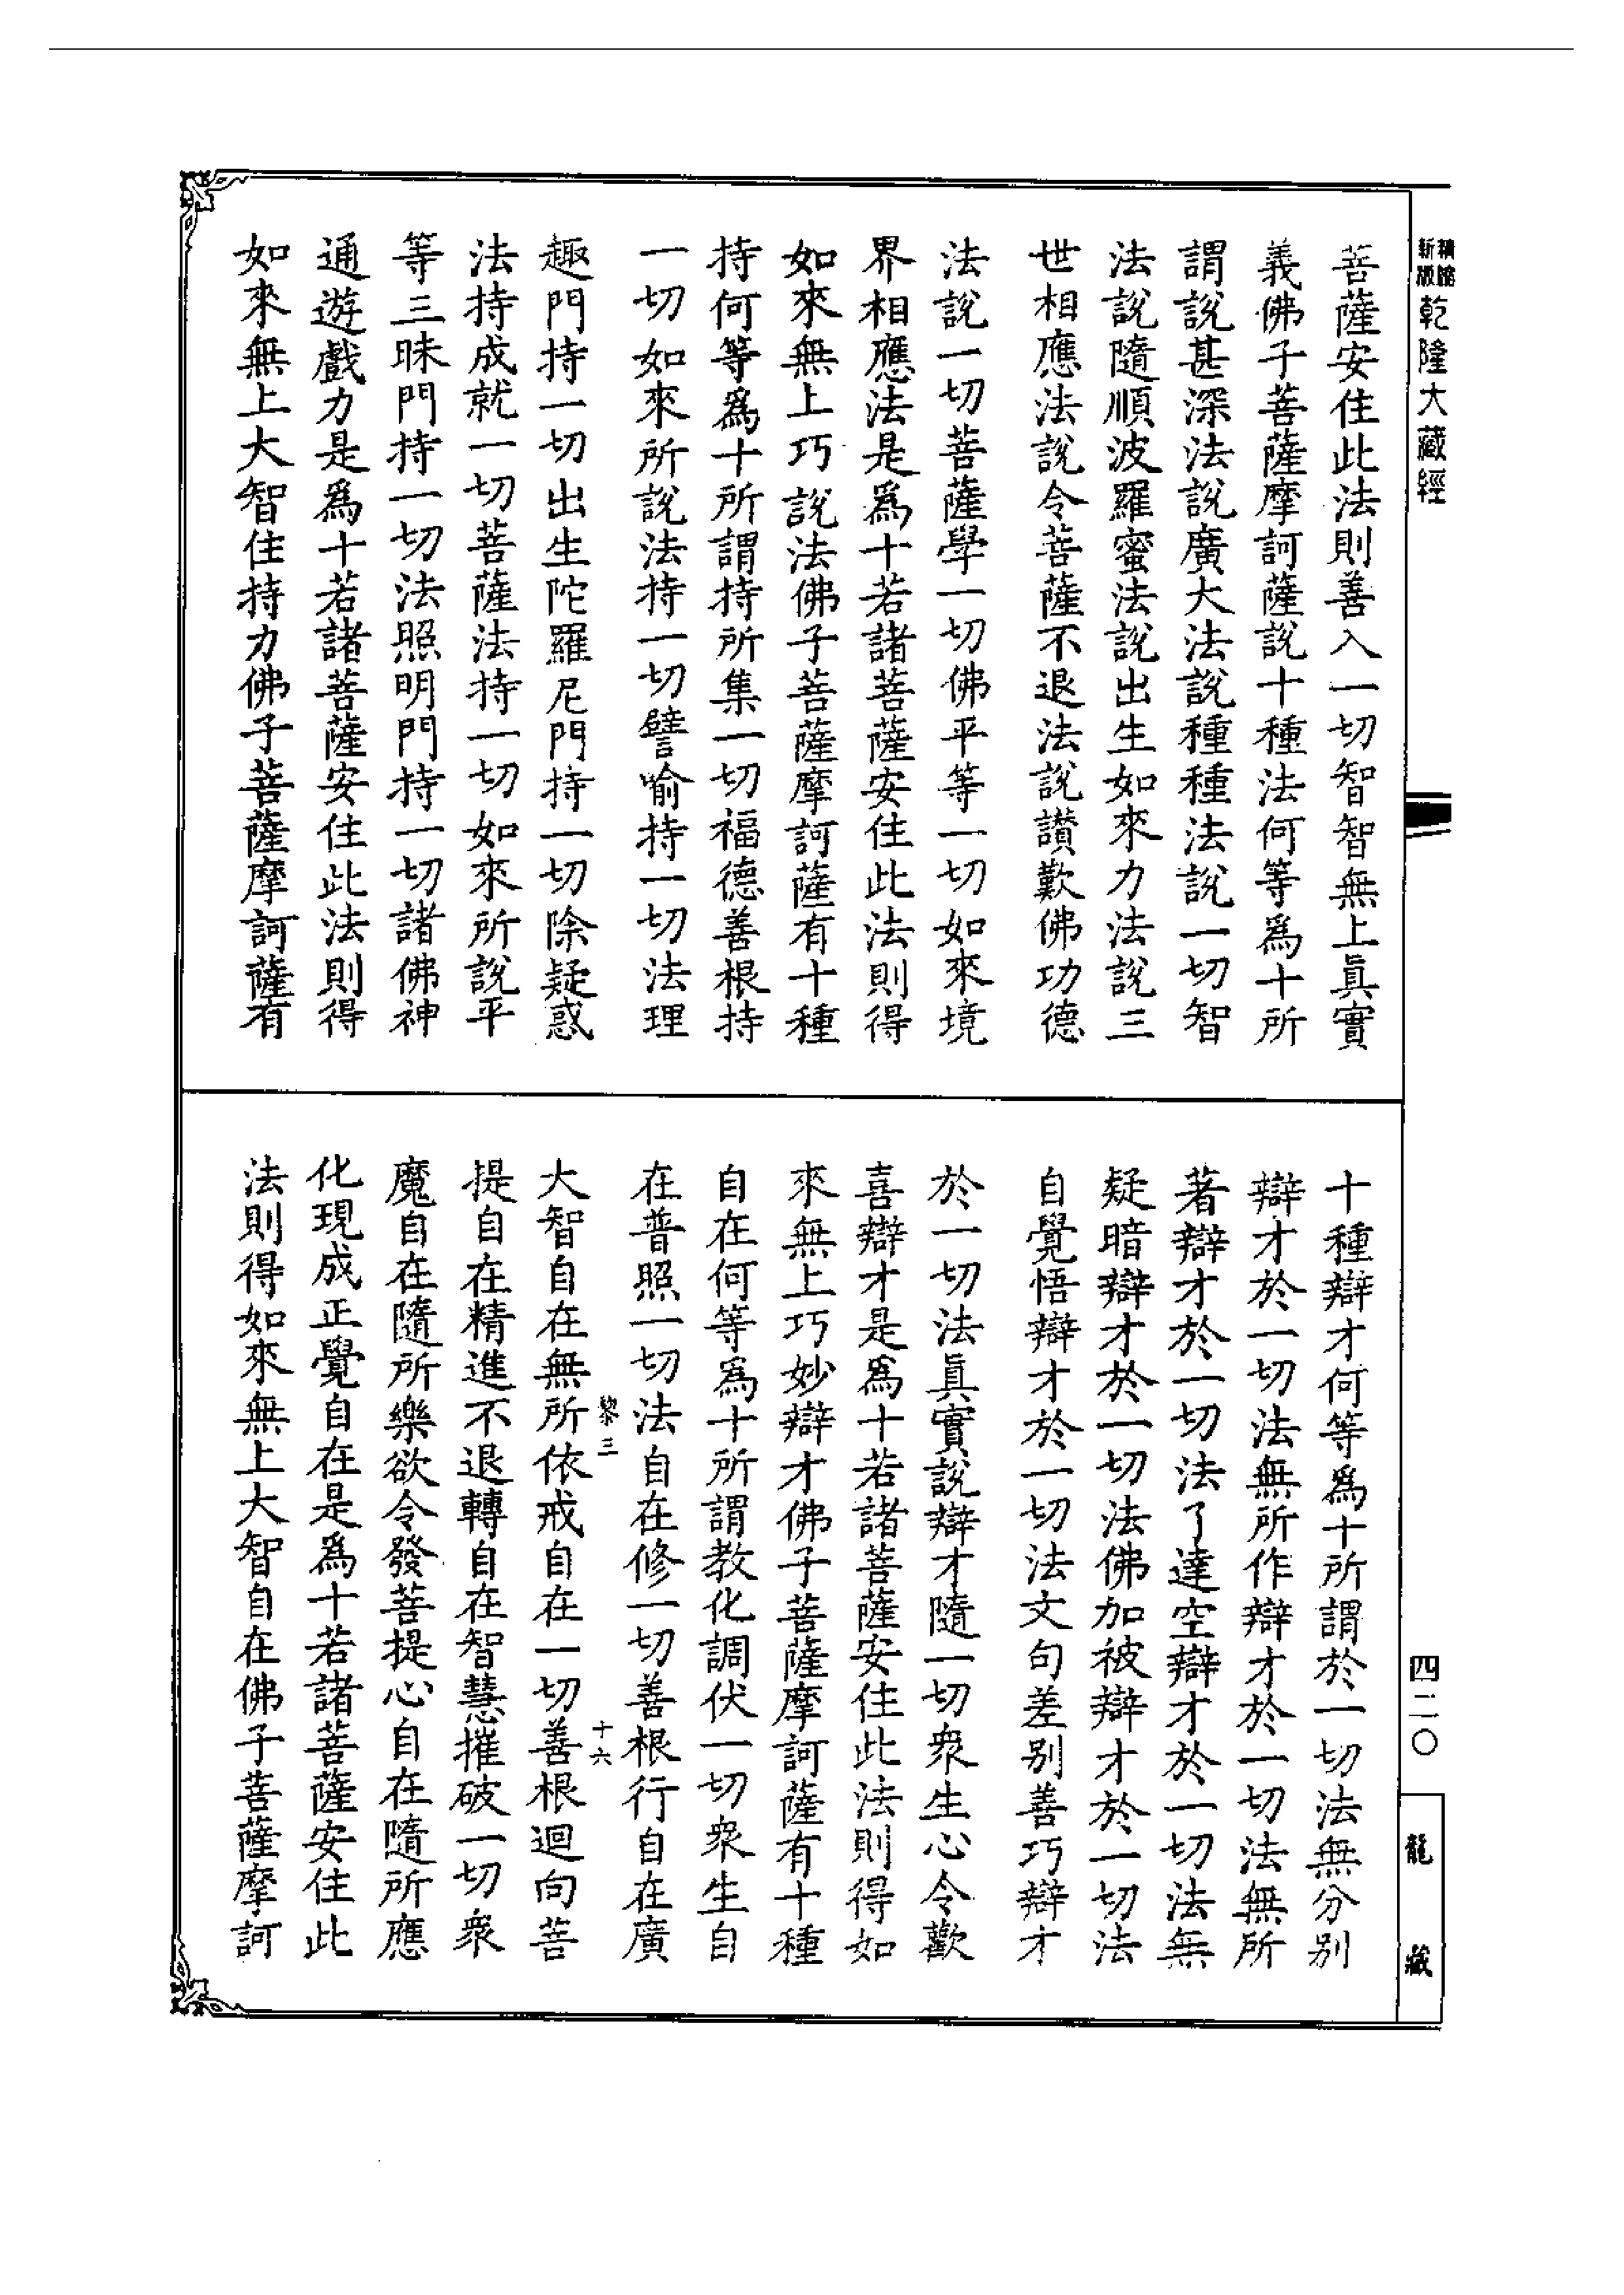 精縮新版乾隆大藏經
菩薩安住此法則善入一切智智無上眞實
義佛子菩薩摩訶薩說十種法何等爲十所
謂說甚深法說廣大法說種種法說一切智
法說隨順波羅蜜法說出生如來力法說三
世相應法說令菩薩不退法說讚歎佛功德
法說一切菩薩學一切佛平等一切如來境
界相應法是爲十若諸菩薩安住此法則得
如來無上巧說法佛子菩薩摩訶薩有十種
持何等爲十所謂持所集一切福德善根持
一切如來所說法持一切譬喻持一切法理
趣門持一切出生陀羅尼門持一切除疑惑
法持成就一切菩薩法持一切如來所說平
等三昧門持一切法照明門持一切諸佛神
通遊戲力是爲十若諸菩薩安住此法則得
如來無上大智住持力佛子菩薩摩訶薩有
十種辯才何等爲十所謂於一切法無分別
辯才於一切法無所作辯才於一切法無所
著辯才於一切法了達空辯才於一切法無
疑暗辯才於一切法佛加被辯才於一切法
自覺悟辯才於一切法文句差別善巧辯才
於一切法眞實說辯才隨一切衆生心令歡
喜辯才是爲十若諸菩薩安住此法則得如
來無上巧妙辯才佛子菩薩摩訶薩有十種
自在何等爲十所謂教化調伏一切衆生自
在普照一切法自在修一切善根行自在廣
黎三 十六
大智自在無所依戒自在一切善根迴向菩
提自在精進不退轉自在智慧摧破一切衆
魔自在隨所樂欲令發菩提心自在隨所應
化現成正覺自在是爲十若諸菩薩安住此
法則得如來無上大智自在佛子菩薩摩訶
四二〇
龍藏